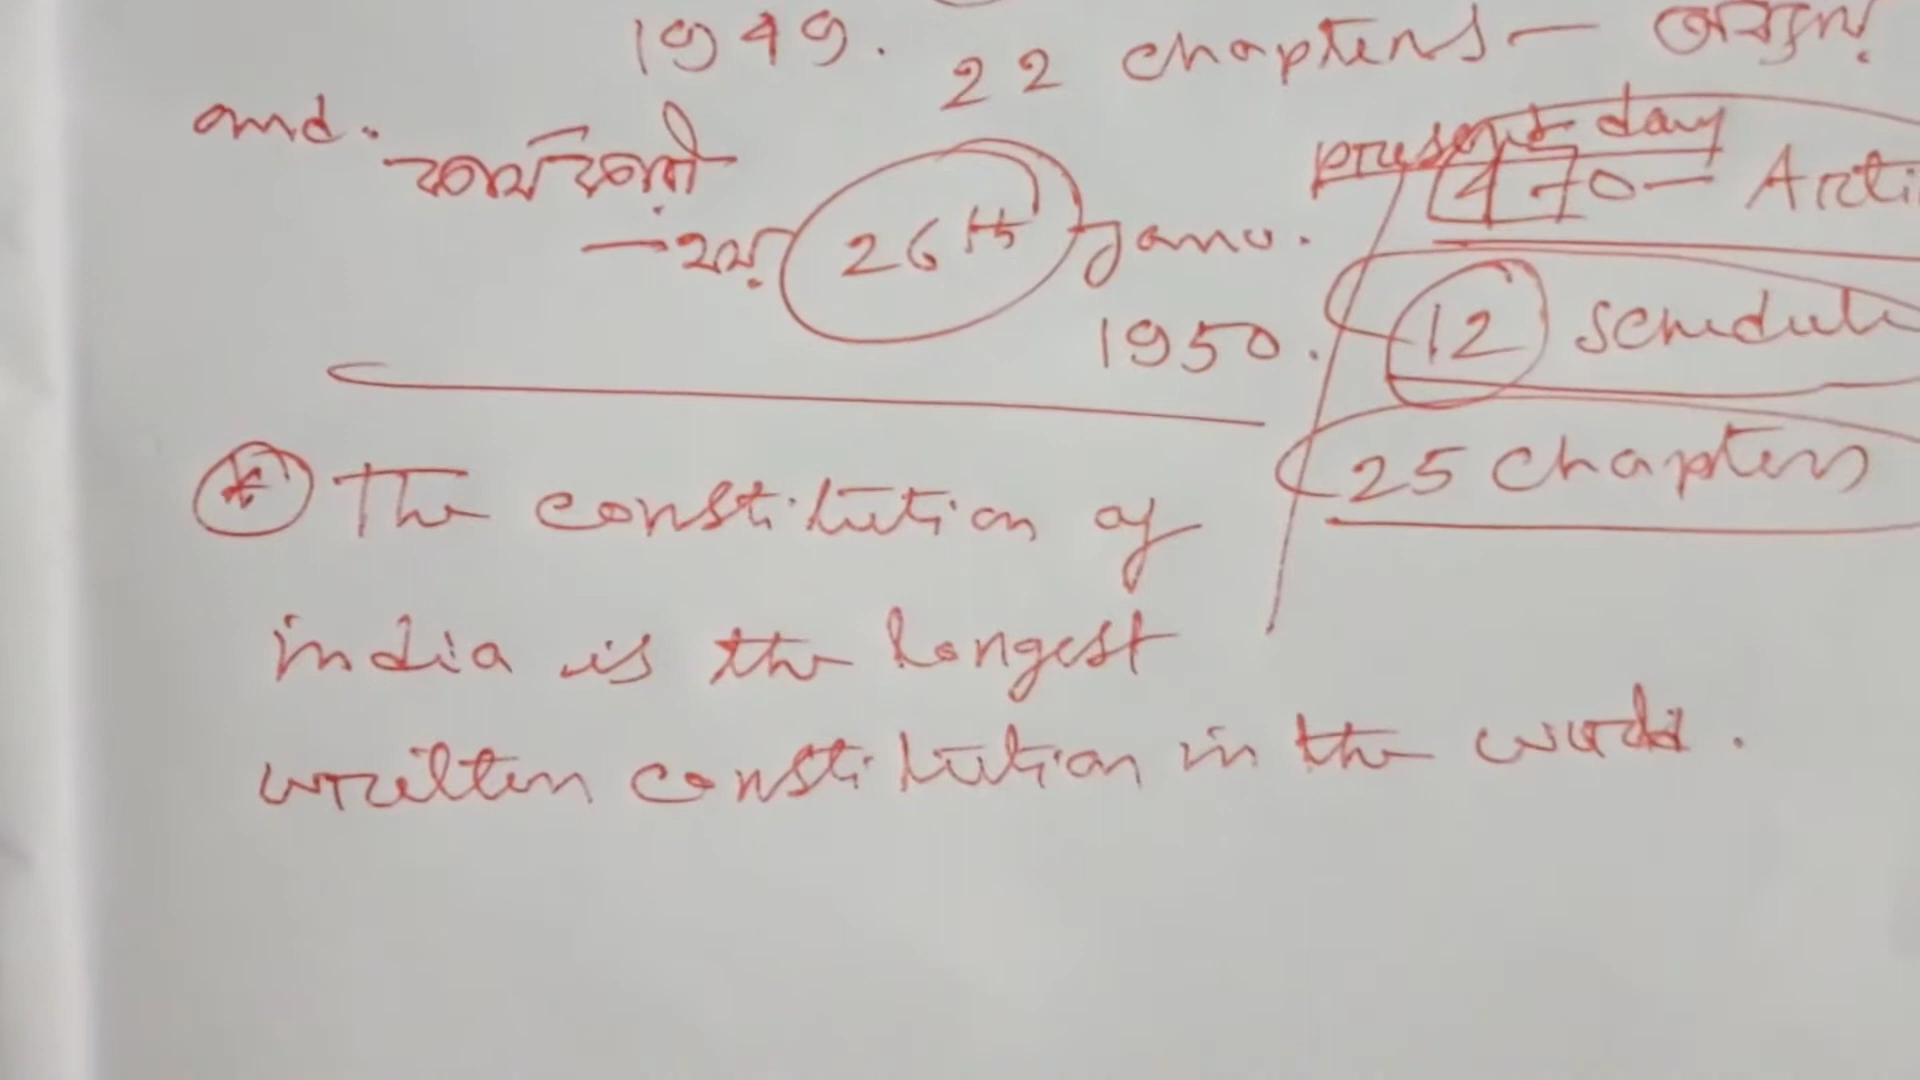 1949.
22 chapters — অধ্যায়
and. কার্যকরী
— হয় 26th Janu.
1950.
present day
470 — Arti
12 schedule
25 chapters
* The constitution of
india is the longest
written constitution in the world.